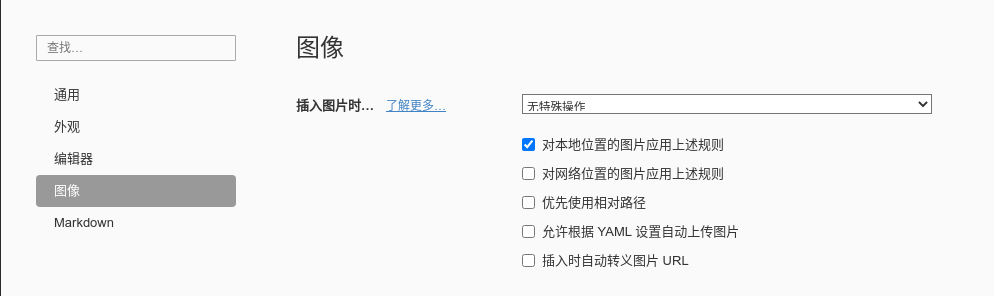 查找…
通用
外观
编辑器
图像
Markdown
图像
插入图片时… 了解更多… 无特殊操作
对本地位置的图片应用上述规则
对网络位置的图片应用上述规则
优先使用相对路径
允许根据 YAML 设置自动上传图片
插入时自动转义图片 URL